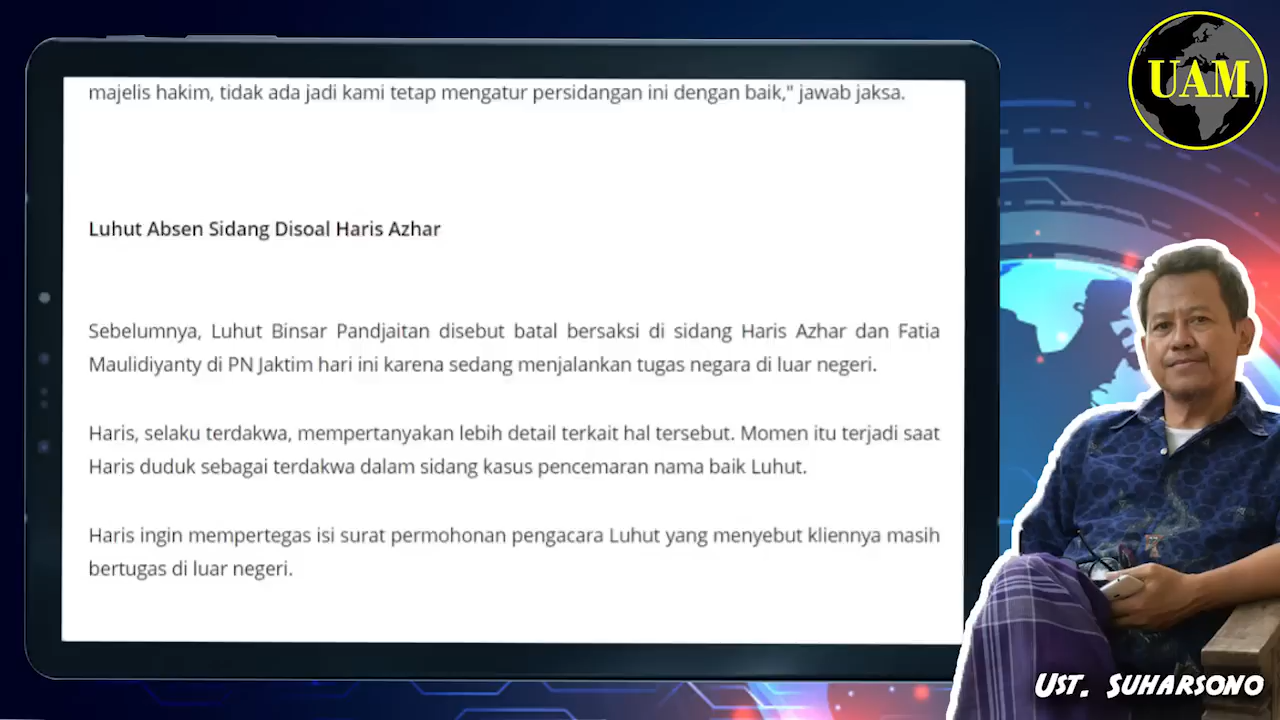 majelis hakim, tidak ada jadi kami tetap mengatur persidangan ini dengan baik," jawab jaksa.
Luhut Absen Sidang Disoal Haris Azhar
Sebelumnya, Luhut Binsar Pandjaitan disebut batal bersaksi di sidang Haris Azhar dan Fatia
Maulidiyanty di PN Jaktim hari ini karena sedang menjalankan tugas negara di luar negeri.
Haris, selaku terdakwa, mempertanyakan lebih detail terkait hal tersebut. Momen itu terjadi saat
Haris duduk sebagai terdakwa dalam sidang kasus pencemaran nama baik Luhut.
Haris ingin mempertegas isi surat permohonan pengacara Luhut yang menyebut kliennya masih
bertugas di luar negeri.
UAM
Ust. Suharsono